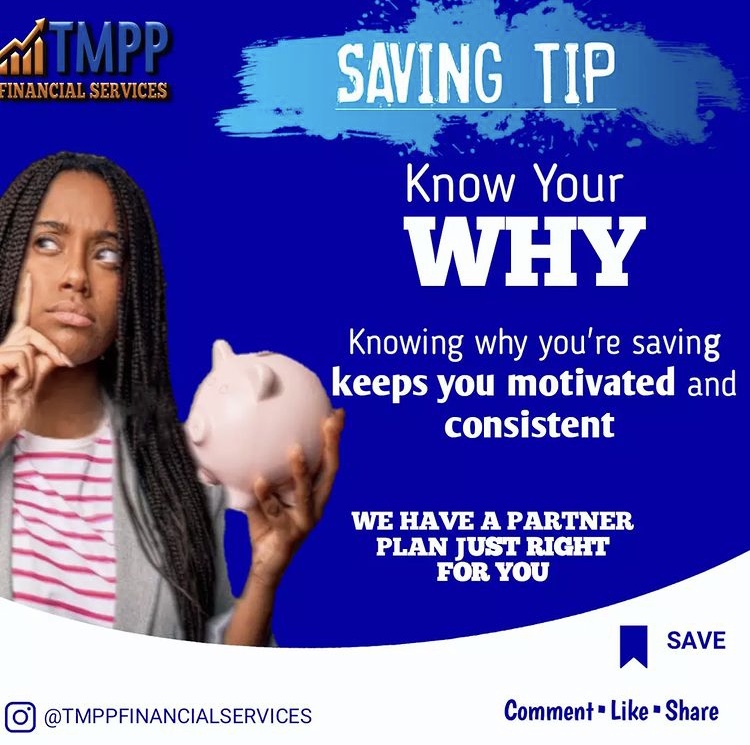 TMPP
FINANCIAL SERVICES
SAVING TIP
Know Your
WHY
Knowing why you're saving
keeps you motivated and
consistent
WE HAVE A PARTNER
PLAN JUST RIGHT
FOR YOU
SAVE
@TMPPFINANCIALSERVICES
Comment▪Like▪Share